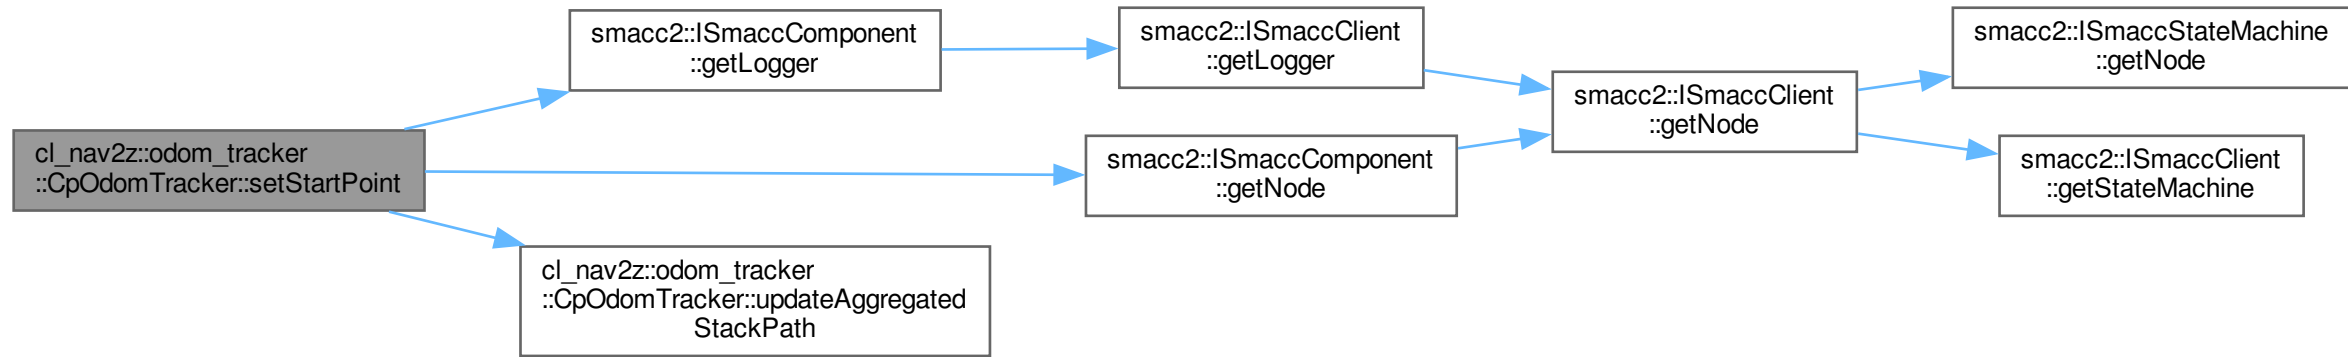 cl_nav2z::odom_tracker
::CpOdomTracker::setStartPoint
smacc2::ISmaccComponent
::getLogger
smacc2::ISmaccClient
::getLogger
smacc2::ISmaccClient
::getNode
smacc2::ISmaccStateMachine
::getNode
smacc2::ISmaccClient
::getStateMachine
smacc2::ISmaccComponent
::getNode
cl_nav2z::odom_tracker
::CpOdomTracker::updateAggregated
StackPath